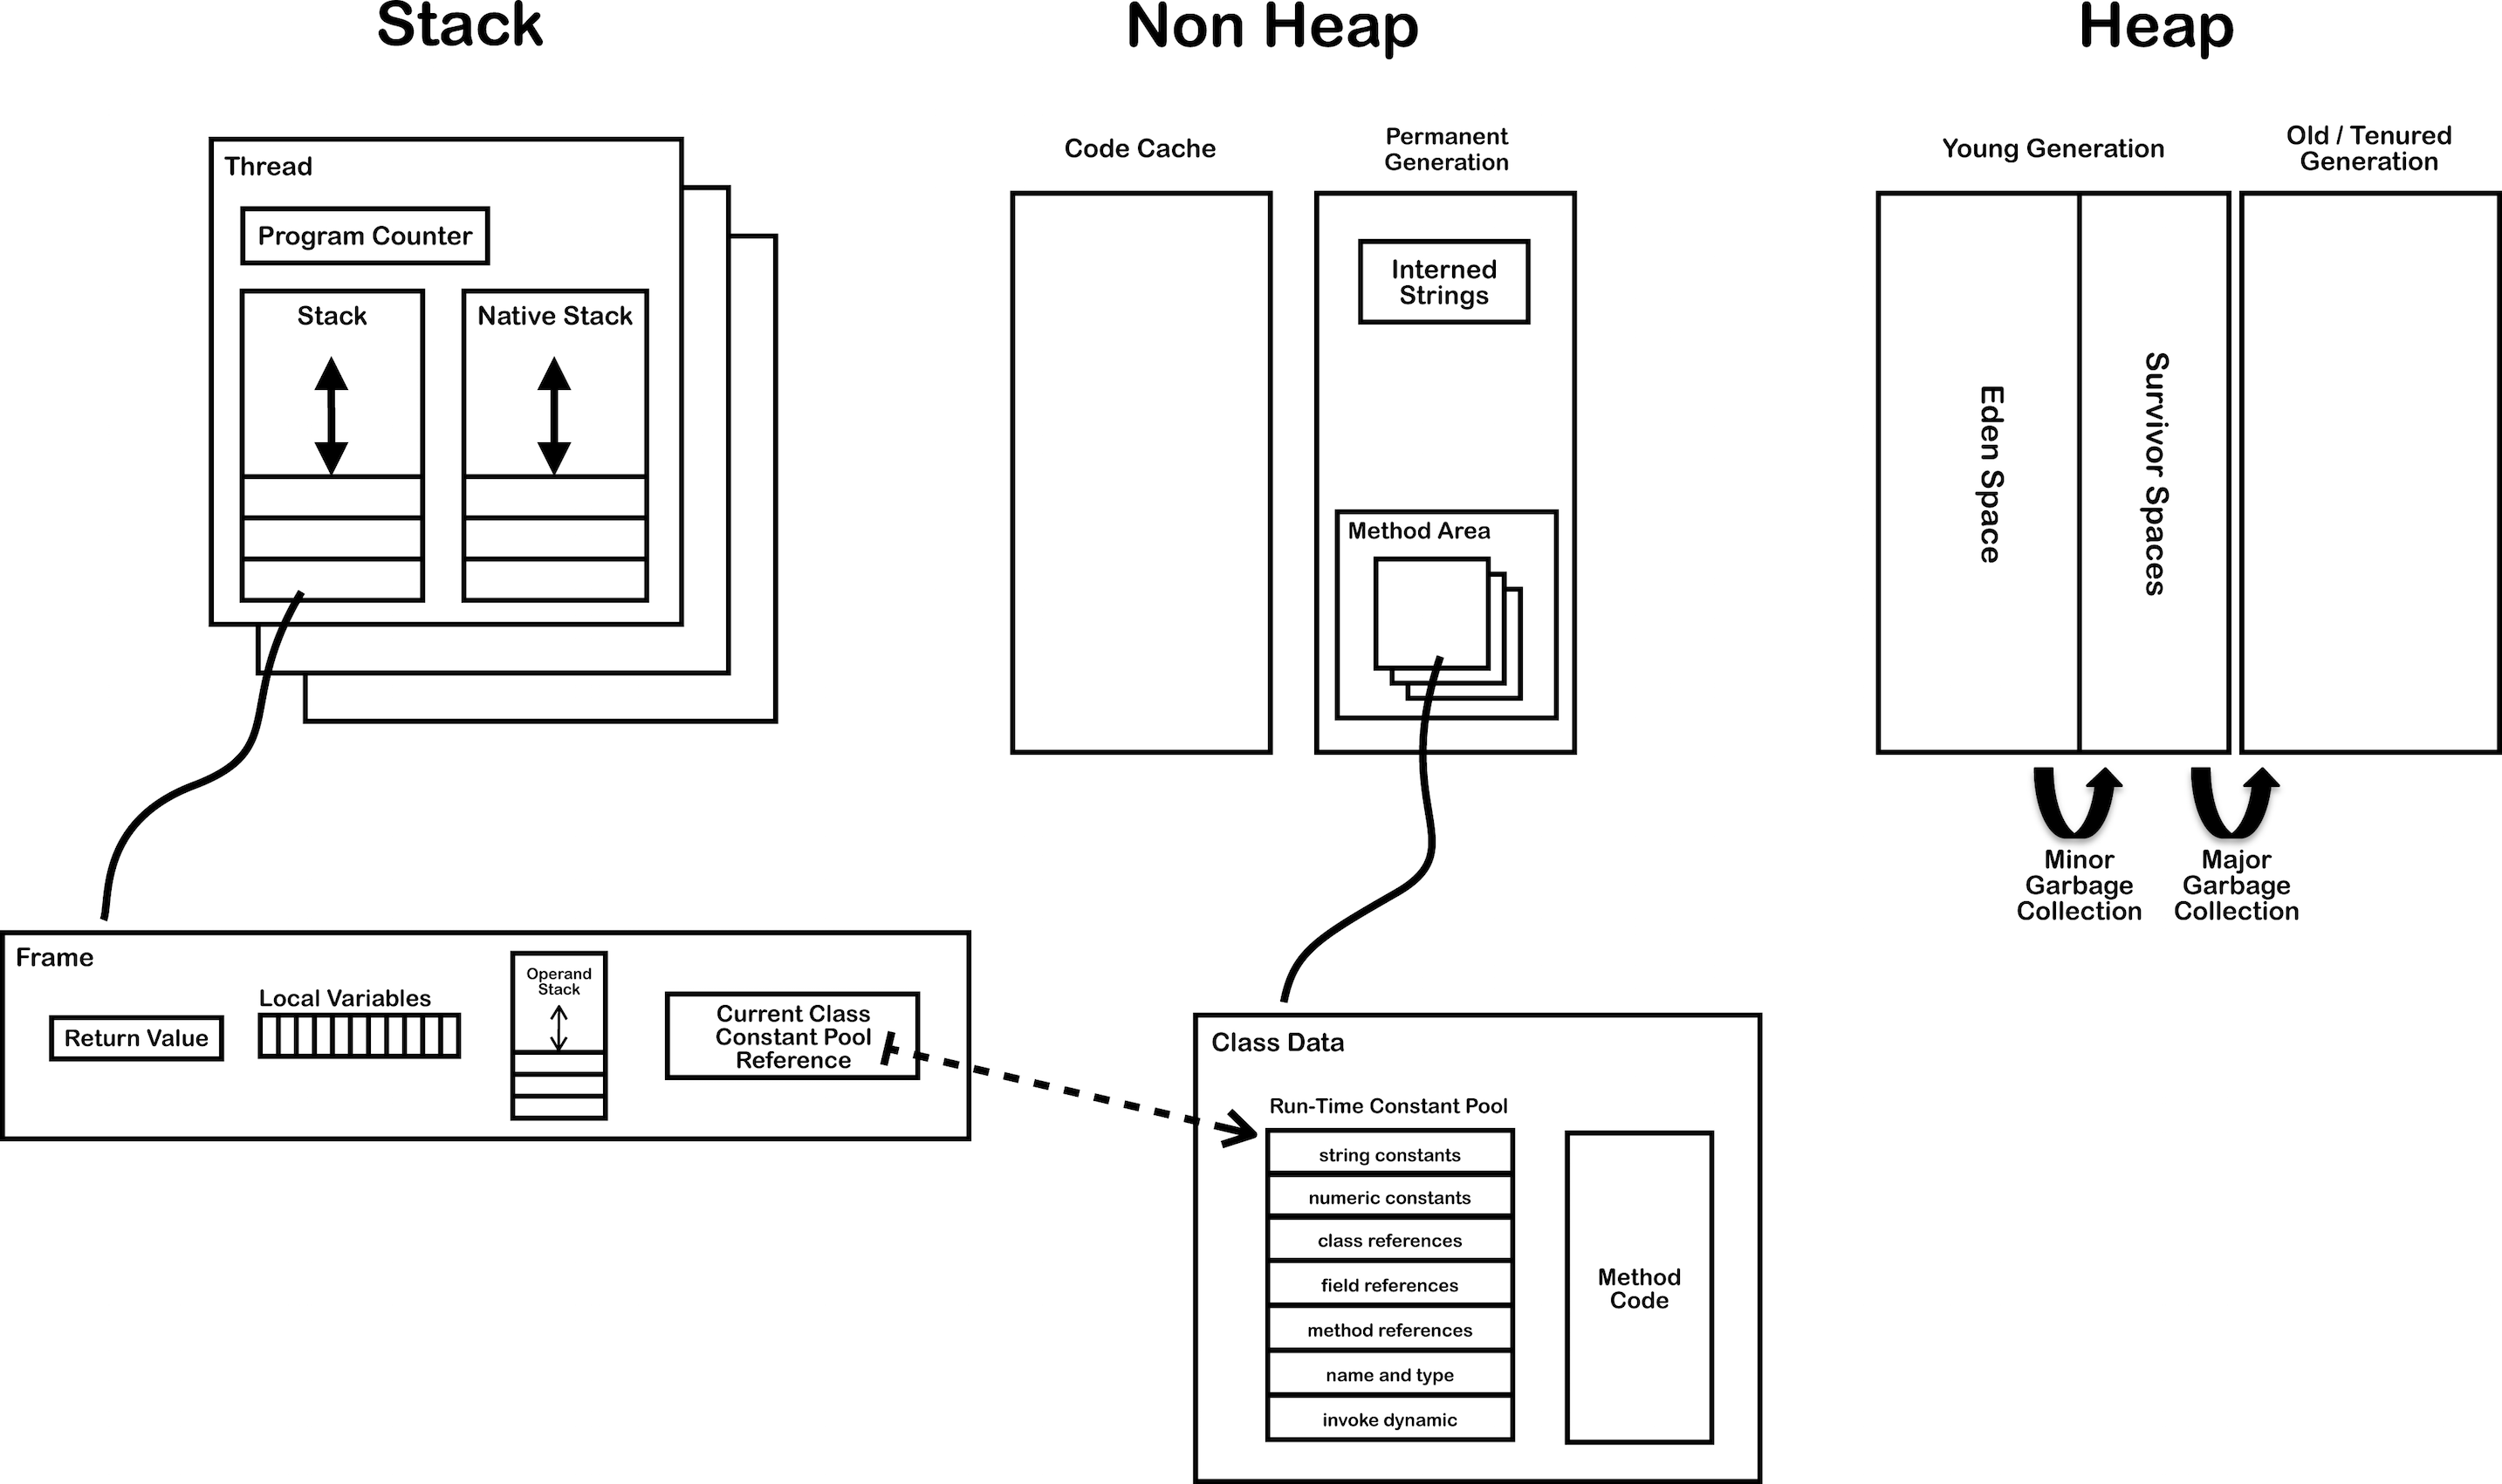 Stack
Non Heap
Heap
Thread
Program Counter
Stack
Native Stack
Code Cache
Permanent
Generation
Interned
Strings
Method Area
Young Generation
Old / Tenured
Generation
Eden Space
Survivor Spaces
Minor
Garbage
Collection
Major
Garbage
Collection
Frame
Return Value
Local Variables
Operand
Stack
Current Class
Constant Pool
Reference
Class Data
Run-Time Constant Pool
string constants
numeric constants
class references
field references
method references
name and type
invoke dynamic
Method
Code